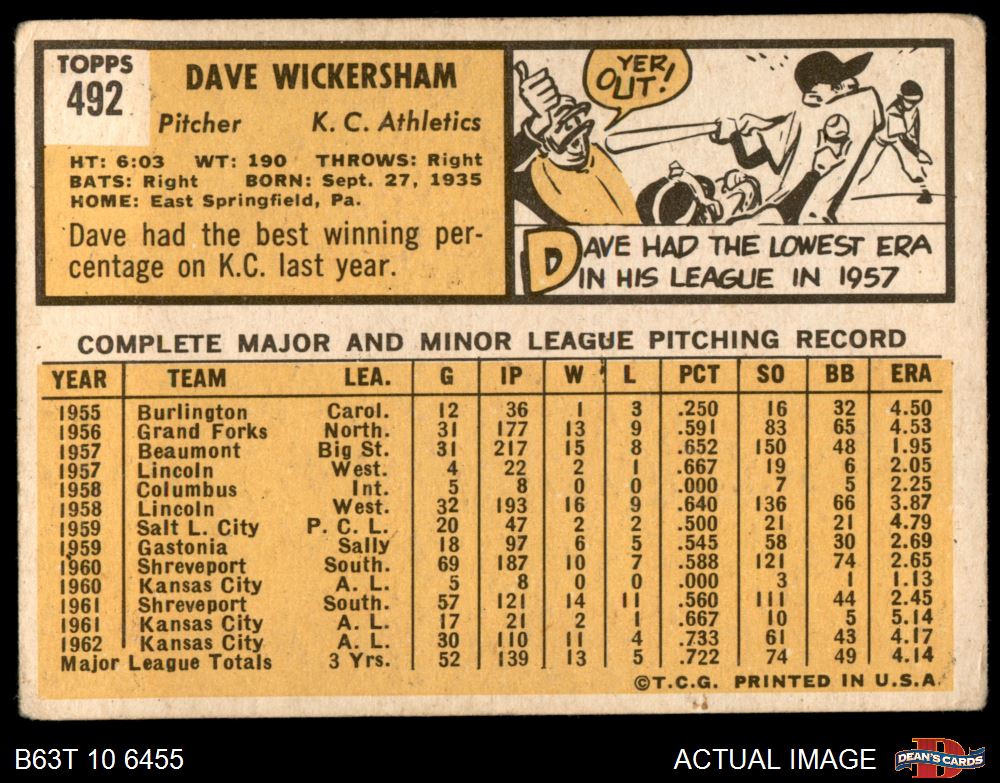 TOPPS
492
DAVE WICKERSHAM
Pitcher K. C. Athletics
HT: 6:03 WT: 190 THROWS: Right
BATS: Right BORN: Sept. 27, 1935
HOME: East Springfield, Pa.
Dave had the best winning per-
centage on K.C. last year.
YER
OUT!
DAVE HAD THE LOWEST ERA
IN HIS LEAGUE IN 1957
COMPLETE MAJOR AND MINOR LEAGUE PITCHING RECORD
YEAR TEAM LEA. G IP W L PCT SO BB ERA
1955 Burlington Carol. 12 36 1 3 .250 16 32 4.50
1956 Grand Forks North. 31 177 13 9 .591 83 65 4.53
1957 Beaumont Big St. 31 217 15 8 .652 150 48 1.95
1957 Lincoln West. 4 22 2 1 .667 19 6 2.05
1958 Columbus Int. 5 8 0 0 .000 7 5 2.25
1958 Lincoln West. 32 193 16 9 .640 136 66 3.87
1959 Salt L. City P. C. L. 20 47 2 2 .500 21 21 4.79
1959 Gastonia Sally 18 97 6 5 .545 58 30 2.69
1960 Shreveport South. 69 187 10 7 .588 121 74 2.65
1960 Kansas City A. L. 5 8 0 0 .000 3 1 1.13
1961 Shreveport South. 57 121 14 11 .560 111 44 2.45
1961 Kansas City A. L. 17 21 2 1 .667 10 5 5.14
1962 Kansas City A. L. 30 110 11 4 .733 61 43 4.17
Major League Totals 3 Yrs. 52 139 13 5 .722 74 49 4.14
©T.C.G. PRINTED IN U.S.A.
B63T 10 6455
ACTUAL IMAGE
D
DEAN'S CARDS